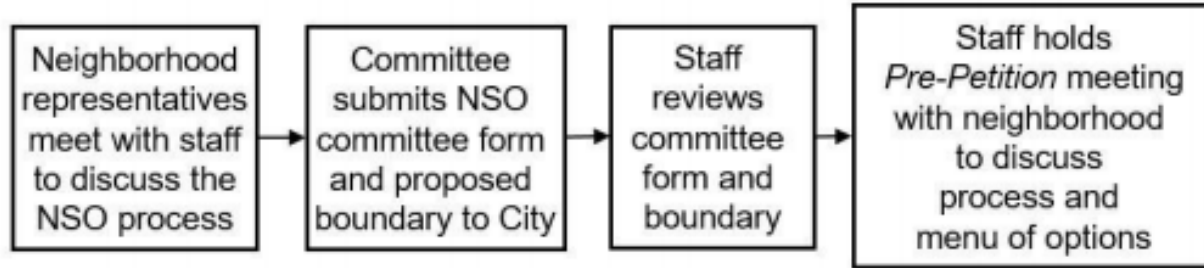 Neighborhood
representatives
meet with staff
to discuss the
NSO process
Committee
submits NSO
committee form
and proposed
boundary to City
Staff
reviews
committee
form and
boundary
Staff holds
Pre-Petition meeting
with neighborhood
to discuss
process and
menu of options